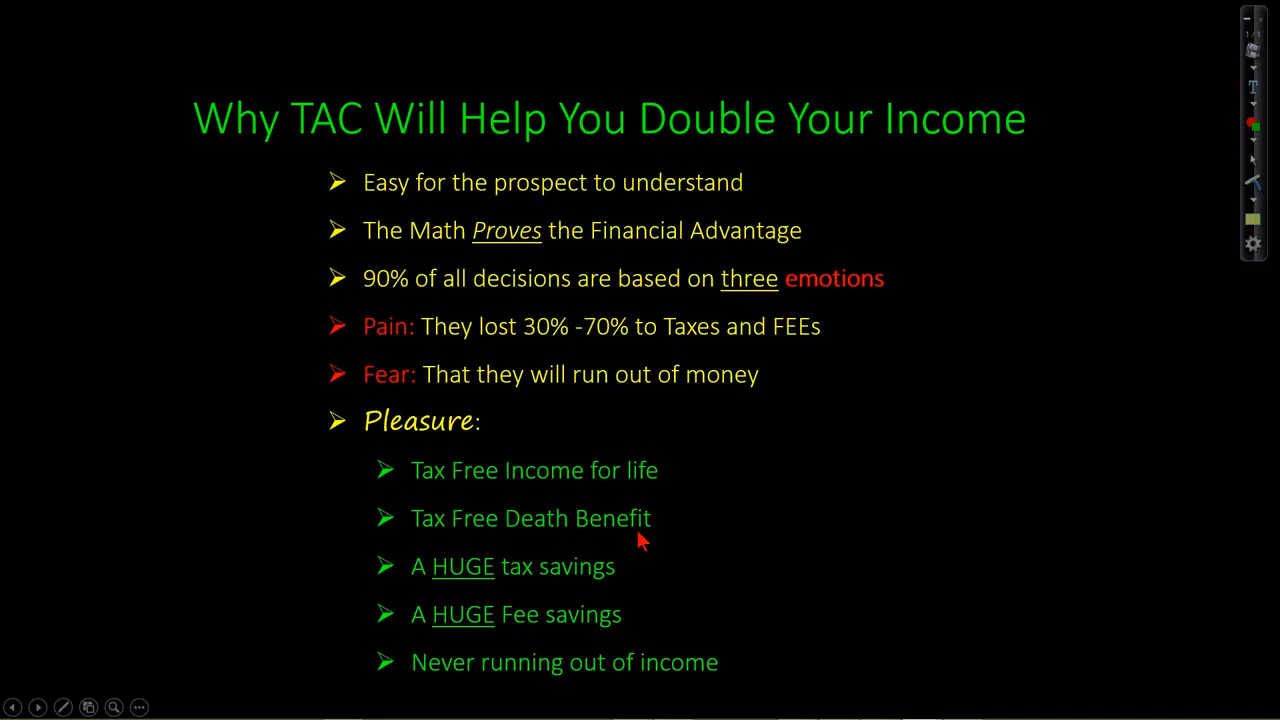 Why TAC Will Help You Double Your Income
Easy for the prospect to understand
The Math Proves the Financial Advantage
90% of all decisions are based on three emotions
Pain: They lost 30% -70% to Taxes and FEEs
Fear: That they will run out of money
Pleasure:
Tax Free Income for life
Tax Free Death Benefit
A HUGE tax savings
A HUGE Fee savings
Never running out of income
1/1
T